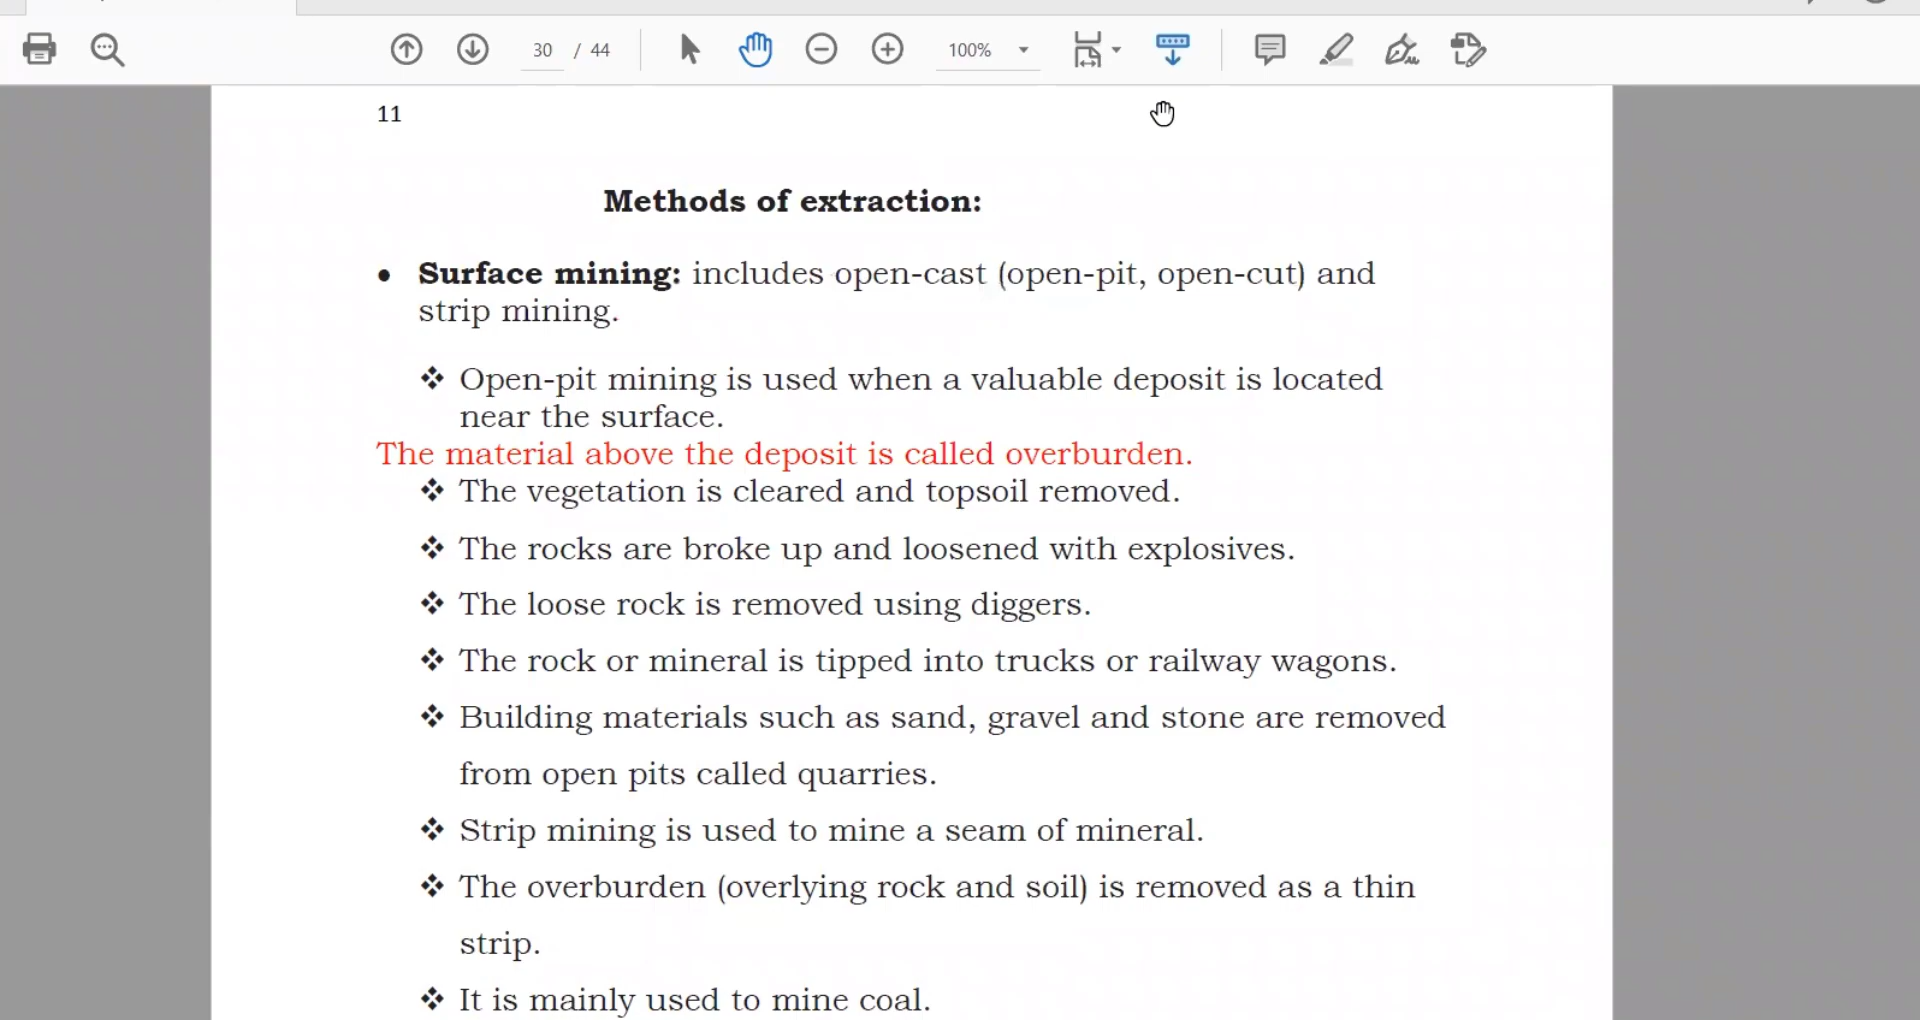 30 / 44
100%
11
Methods of extraction:
• Surface mining: includes open-cast (open-pit, open-cut) and
strip mining.
❖ Open-pit mining is used when a valuable deposit is located
near the surface.
The material above the deposit is called overburden.
❖ The vegetation is cleared and topsoil removed.
❖ The rocks are broke up and loosened with explosives.
❖ The loose rock is removed using diggers.
❖ The rock or mineral is tipped into trucks or railway wagons.
❖ Building materials such as sand, gravel and stone are removed
from open pits called quarries.
❖ Strip mining is used to mine a seam of mineral.
❖ The overburden (overlying rock and soil) is removed as a thin
strip.
❖ It is mainly used to mine coal.